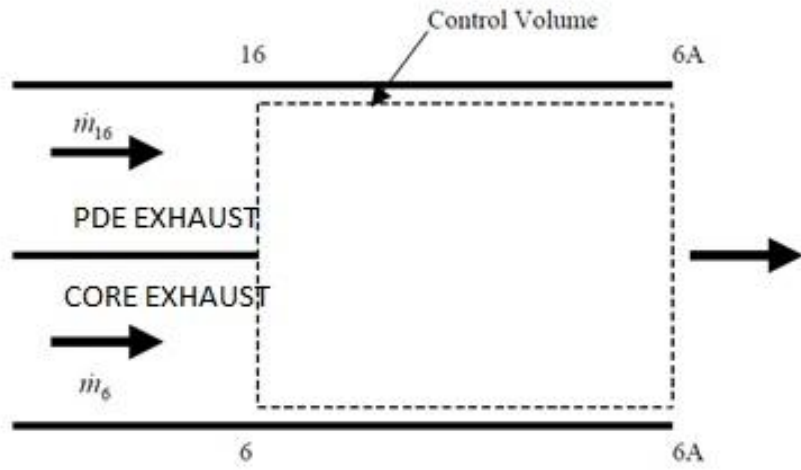 Control Volume
16
6A
ṁ16
PDE EXHAUST
CORE EXHAUST
ṁ6
6
6A